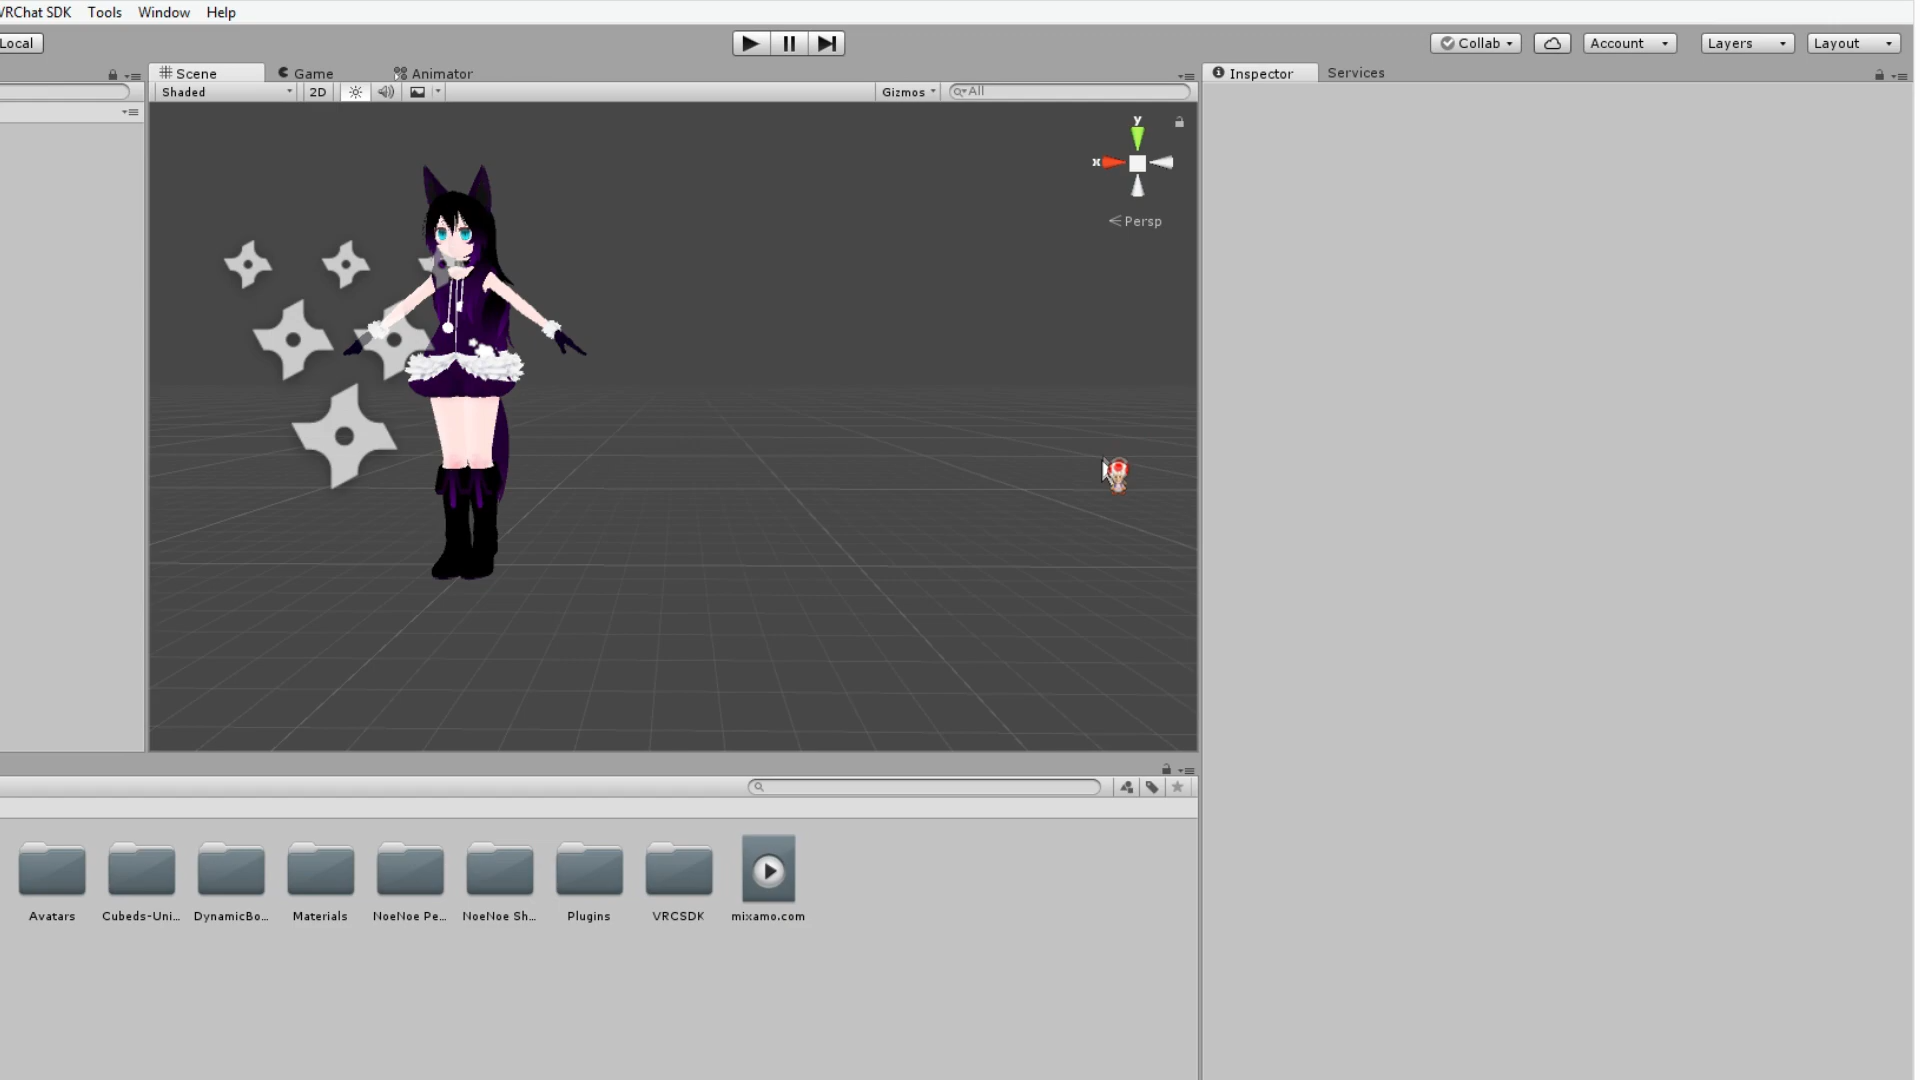 VRChat SDK Tools Window Help
Local Collab Account Layers Layout
Scene Game Animator Inspector Services
Shaded 2D Gizmos All
y
x
Persp
Avatars Cubeds-Uni... DynamicBo... Materials NoeNoe Pe... NoeNoe Sh... Plugins VRCSDK mixamo.com